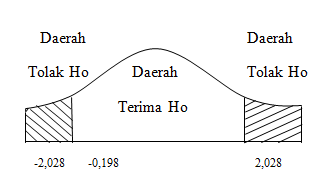 Daerah
Tolak Ho
Daerah
Terima Ho
Daerah
Tolak Ho
-2,028
-0,198
2,028